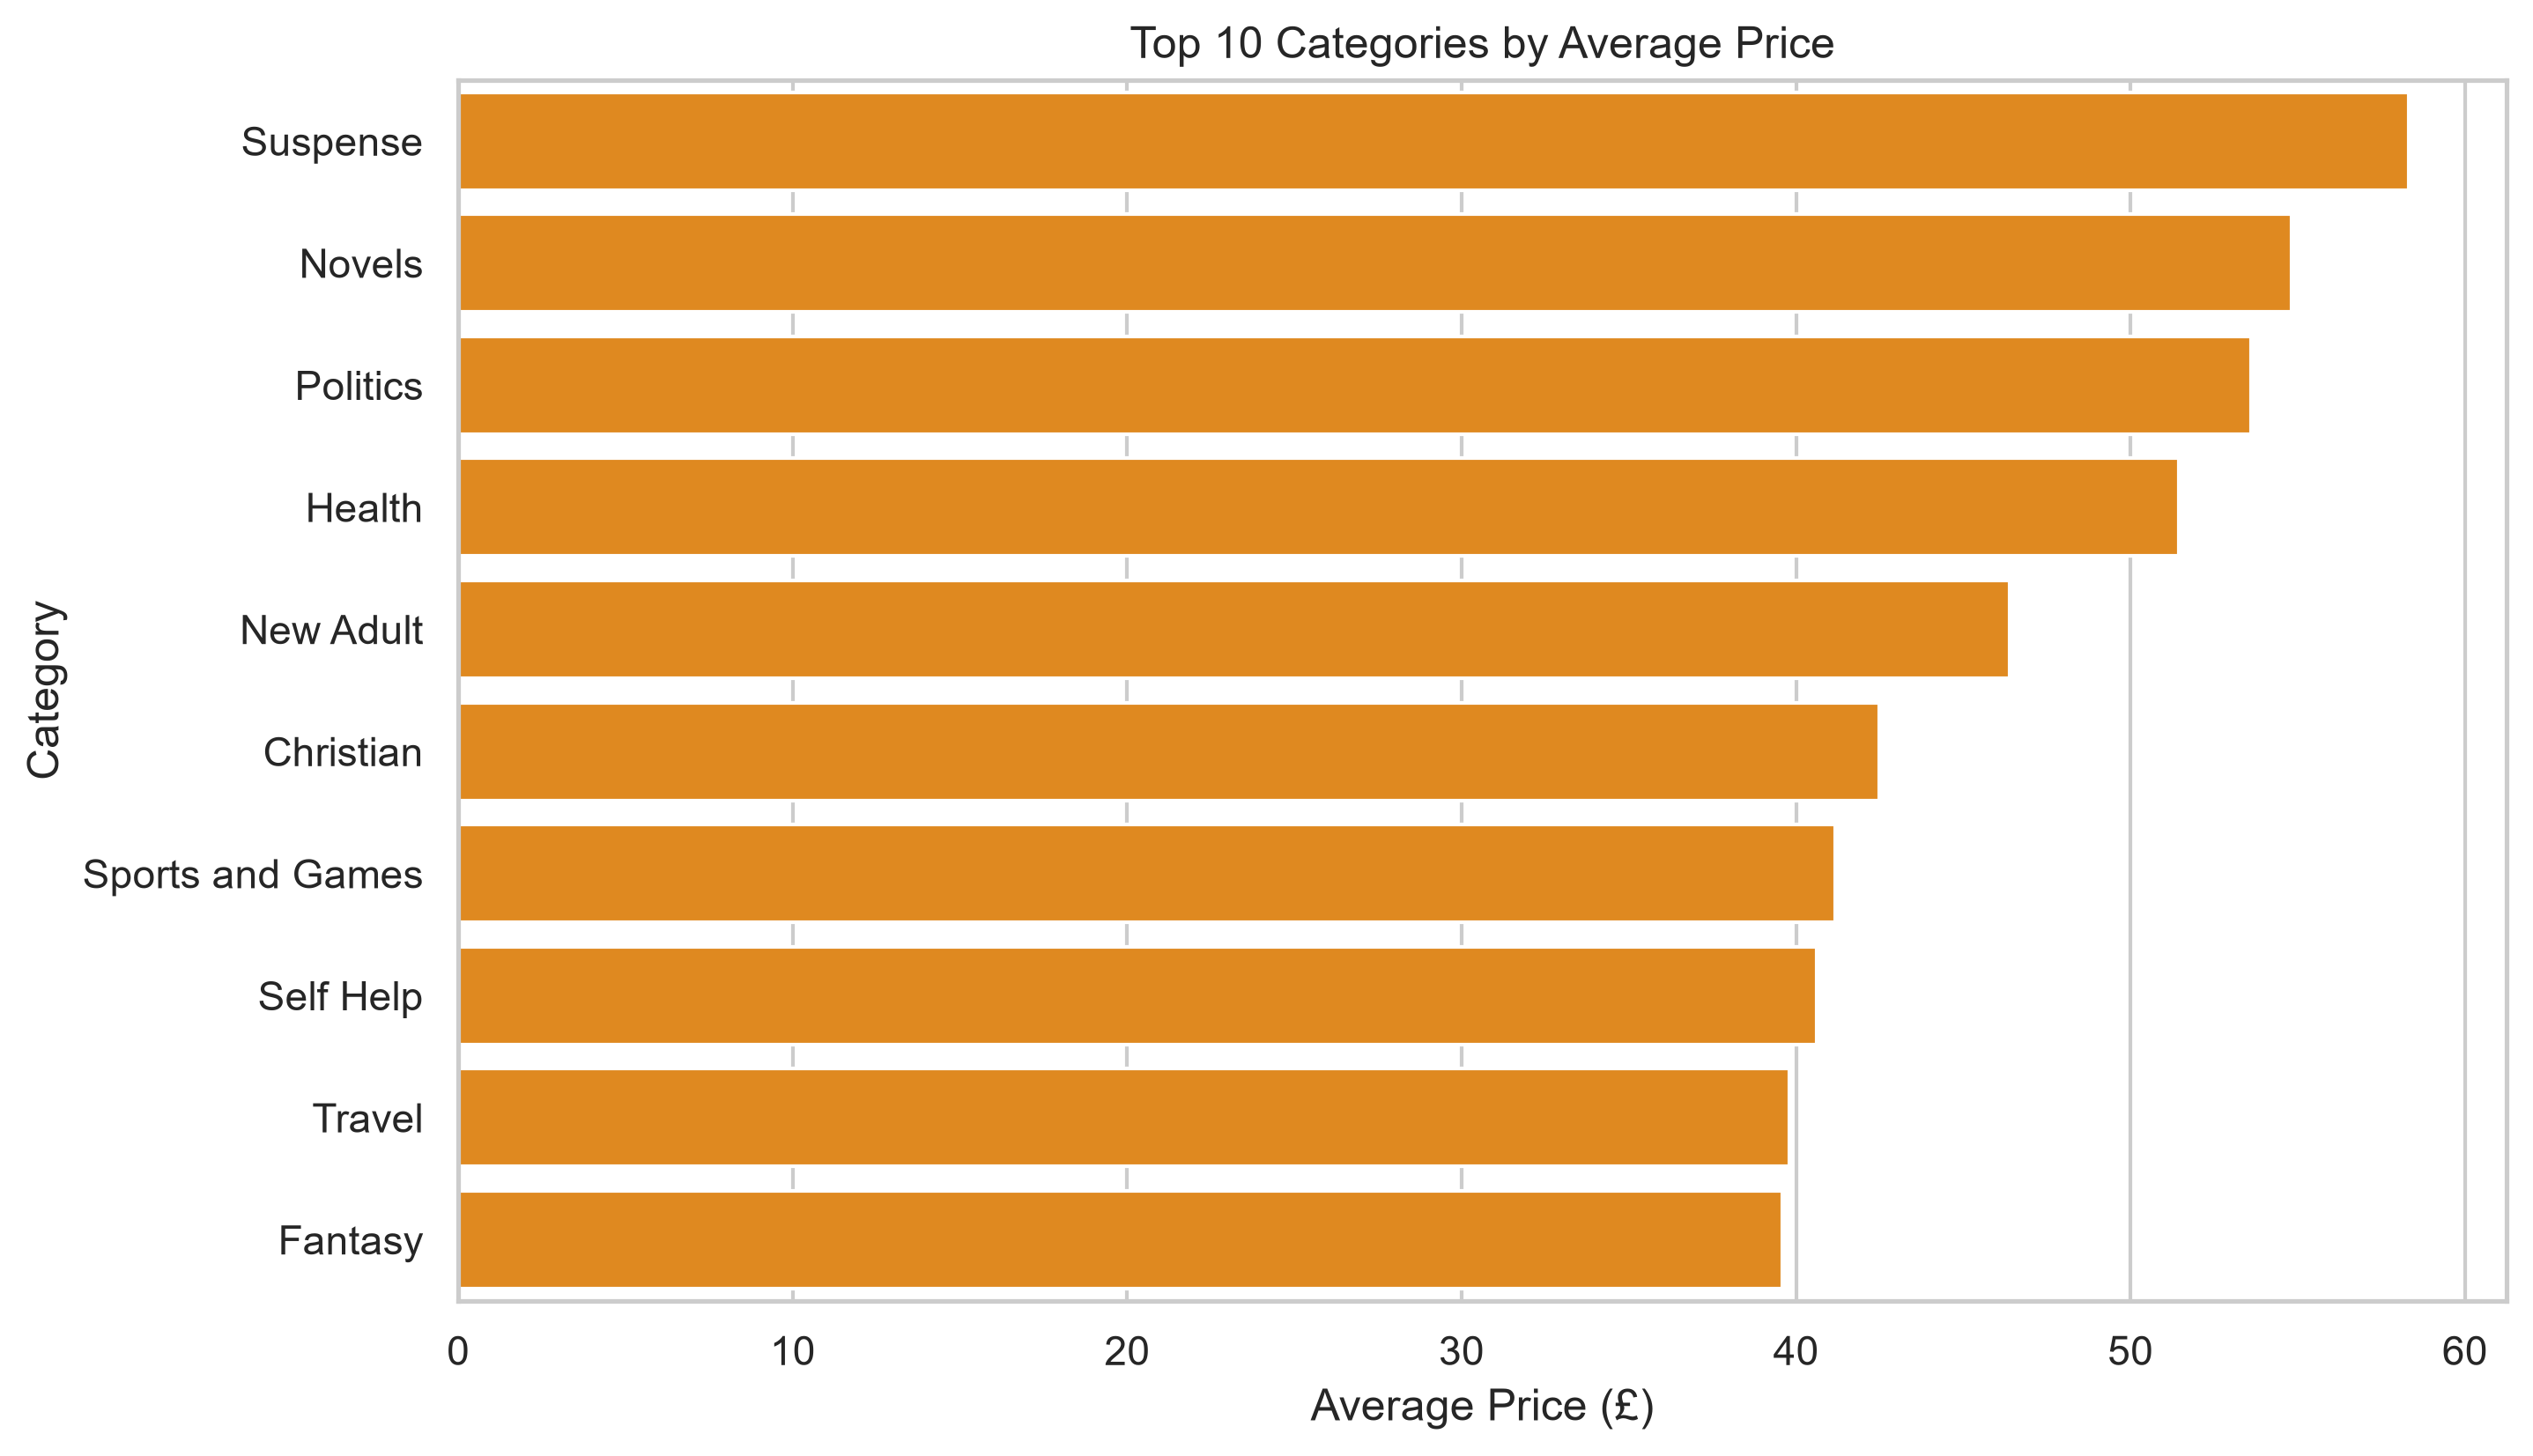 Top 10 Categories by Average Price
Category
Suspense
Novels
Politics
Health
New Adult
Christian
Sports and Games
Self Help
Travel
Fantasy
0 10 20 30 40 50 60
Average Price (£)